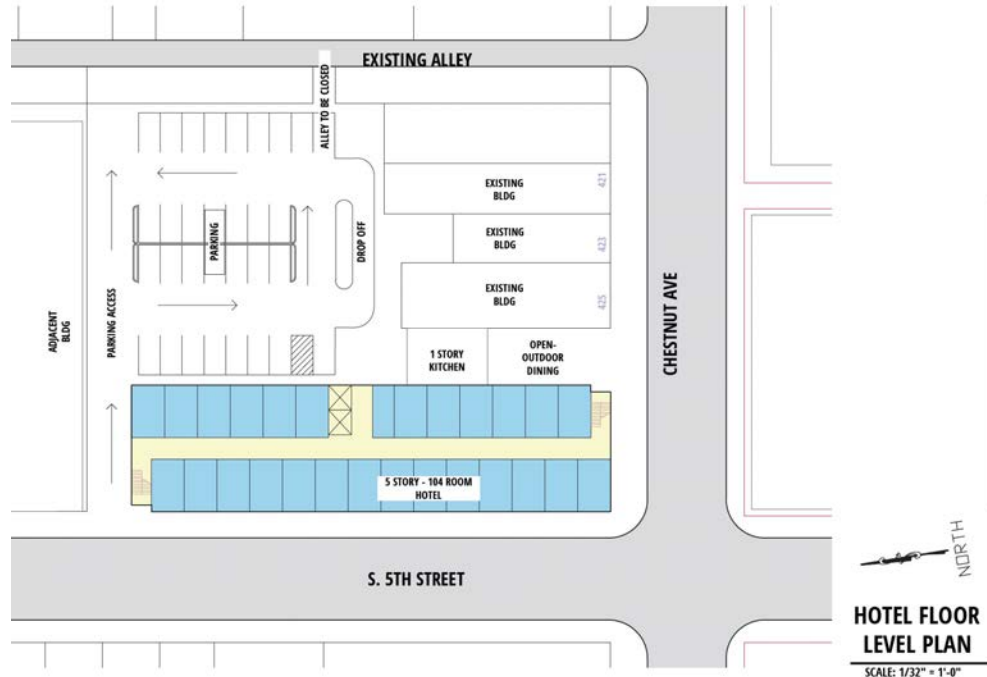 EXISTING ALLEY
ALLEY TO BE CLOSED
EXISTING
BLDG
421
EXISTING
BLDG
423
EXISTING
BLDG
425
PARKING
DROP OFF
PARKING ACCESS
ADJACENT
BLDG
1 STORY
KITCHEN
OPEN-
OUTDOOR
DINING
CHESTNUT AVE
5 STORY - 104 ROOM
HOTEL
S. 5TH STREET
NORTH
HOTEL FLOOR
LEVEL PLAN
SCALE: 1/32" = 1'-0"